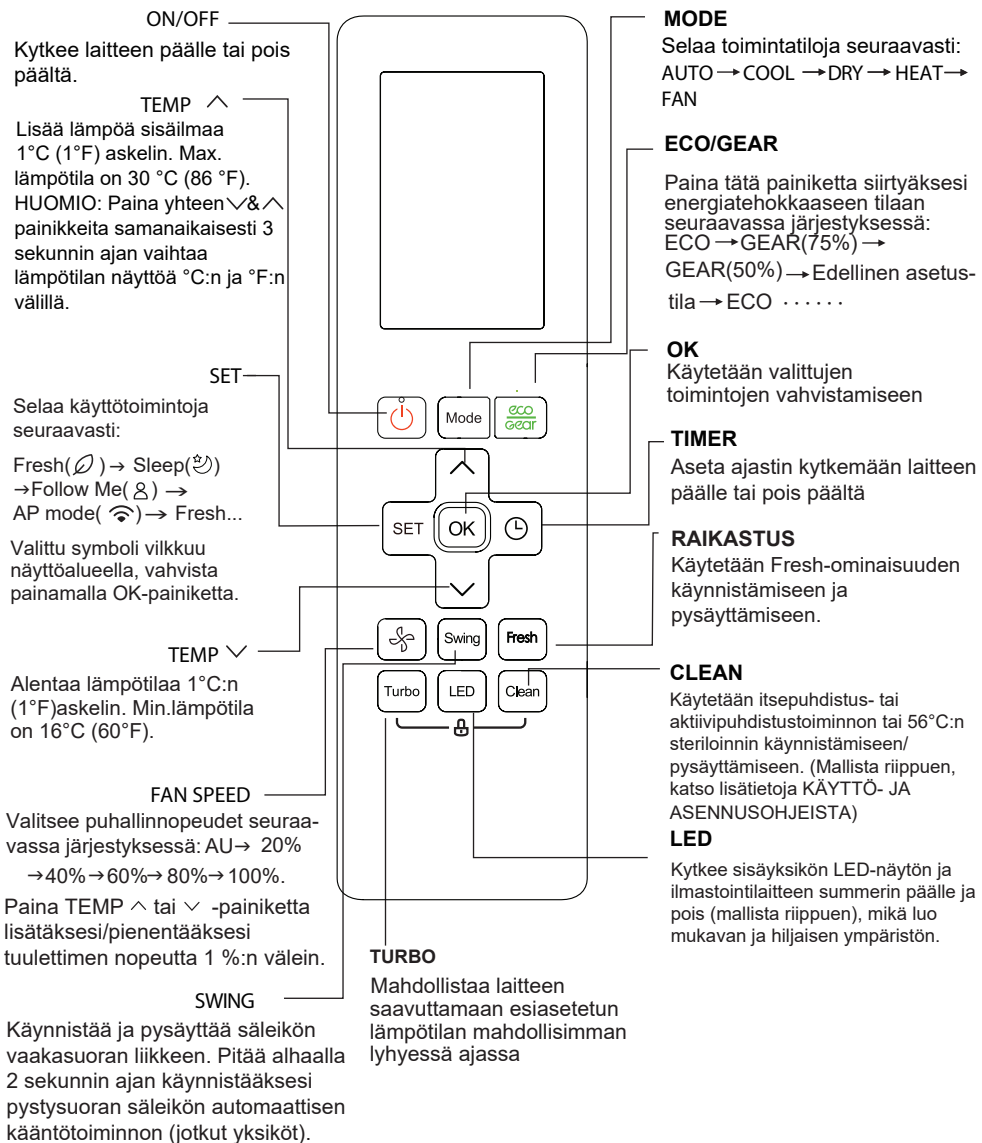 ON/OFF
Kytkee laitteen päälle tai pois
päältä.
TEMP ︿
Lisää lämpöä sisäilmaa
1°C (1°F) askelin. Max.
lämpötila on 30 °C (86 °F).
HUOMIO: Paina yhteen﹀&︿
painikkeita samanaikaisesti 3
sekunnin ajan vaihtaa
lämpötilan näyttöä °C:n ja °F:n
välillä.
SET
Selaa käyttötoimintoja
seuraavasti:
Fresh( ) → Sleep( )
→Follow Me( ) →
AP mode( )→ Fresh...
Valittu symboli vilkkuu
näyttöalueella, vahvista
painamalla OK-painiketta.
TEMP ﹀
Alentaa lämpötilaa 1°C:n
(1°F)askelin. Min.lämpötila
on 16°C (60°F).
FAN SPEED
Valitsee puhallinnopeudet seuraa-
vassa järjestyksessä: AU→ 20%
→40%→60%→80%→100%.
Paina TEMP ︿ tai ﹀ -painiketta
lisätäksesi/pienentääksesi
tuulettimen nopeutta 1 %:n välein.
SWING
Käynnistää ja pysäyttää säleikön
vaakasuoran liikkeen. Pitää alhaalla
2 sekunnin ajan käynnistääksesi
pystysuoran säleikön automaattisen
kääntötoiminnon (jotkut yksiköt).
Mode
eco
gear
SET
OK
Swing
Fresh
Turbo
LED
Clean
TURBO
Mahdollistaa laitteen
saavuttamaan esiasetetun
lämpötilan mahdollisimman
lyhyessä ajassa
MODE
Selaa toimintatiloja seuraavasti:
AUTO→COOL →DRY→HEAT→
FAN
ECO/GEAR
Paina tätä painiketta siirtyäksesi
energiatehokkaaseen tilaan
seuraavassa järjestyksessä:
ECO →GEAR(75%) →
GEAR(50%)→Edellinen asetus-
tila→ECO ······
OK
Käytetään valittujen
toimintojen vahvistamiseen
TIMER
Aseta ajastin kytkemään laitteen
päälle tai pois päältä
RAIKASTUS
Käytetään Fresh-ominaisuuden
käynnistämiseen ja
pysäyttämiseen.
CLEAN
Käytetään itsepuhdistus- tai
aktiivipuhdistustoiminnon tai 56°C:n
steriloinnin käynnistämiseen/
pysäyttämiseen. (Mallista riippuen,
katso lisätietoja KÄYTTÖ- JA
ASENNUSOHJEISTA)
LED
Kytkee sisäyksikön LED-näytön ja
ilmastointilaitteen summerin päälle ja
pois (mallista riippuen), mikä luo
mukavan ja hiljaisen ympäristön.